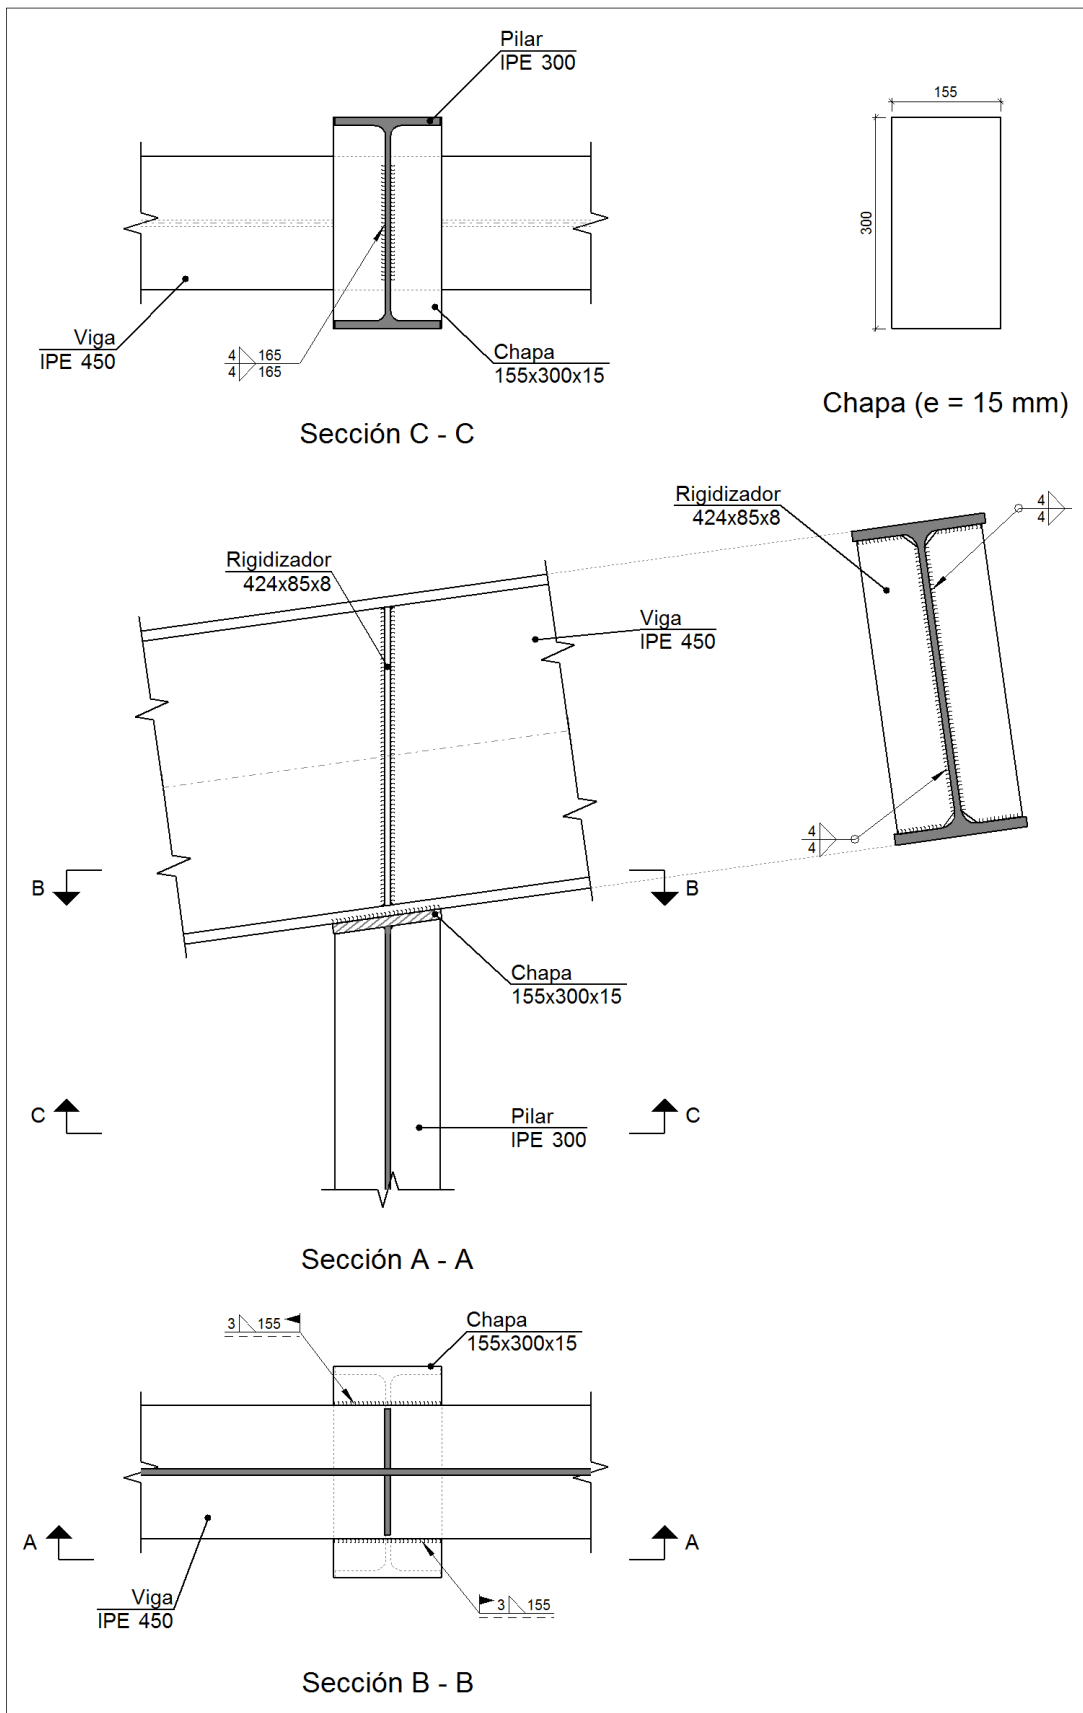 Pilar
IPE 300
Viga
IPE 450
4 165
4 165
Chapa
155x300x15
Sección C - C
155
300
Chapa (e = 15 mm)
Rigidizador
424x85x8
4
4
Rigidizador
424x85x8
Viga
IPE 450
4
4
B
B
Chapa
155x300x15
C
C
Pilar
IPE 300
Sección A - A
3 155
Chapa
155x300x15
A
A
Viga
IPE 450
3 155
Sección B - B